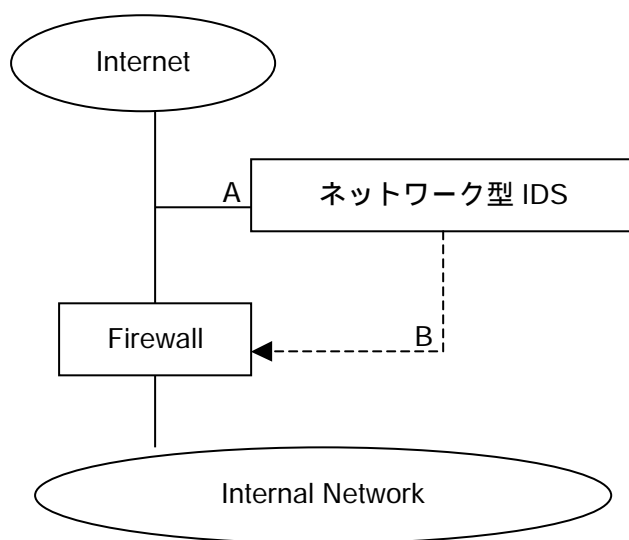 Internet
A
ネットワーク型 IDS
Firewall
B
Internal Network